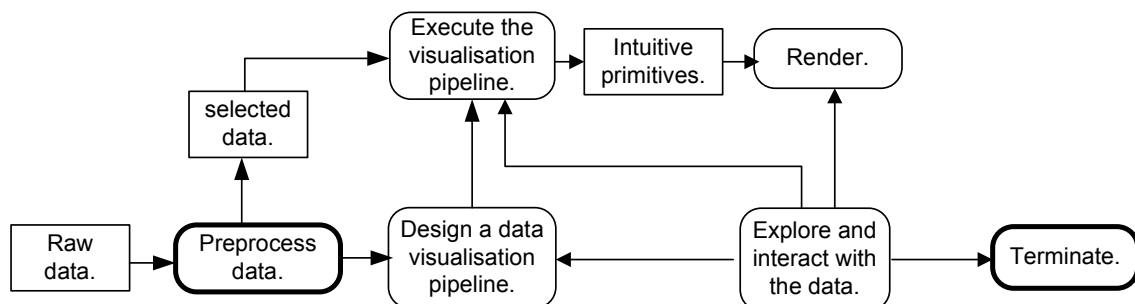 Execute the
visualisation
pipeline.
Intuitive
primitives.
Render.
selected
data.
Raw
data.
Preprocess
data.
Design a data
visualisation
pipeline.
Explore and
interact with
the data.
Terminate.